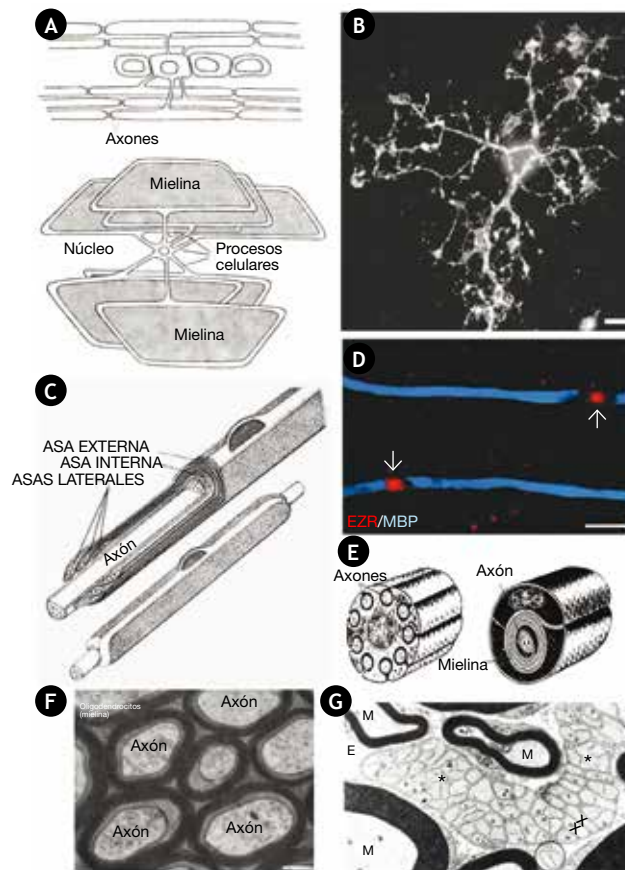 A
Axones
Mielina
Núcleo
Procesos
celulares
Mielina
B
C
ASA EXTERNA
ASA INTERNA
ASAS LATERALES
Axón
D
EZR/MBP
E
Axones
Axón
Mielina
F
Oligodendrocitos
(mielina)
Axón
Axón
Axón
Axón
Axón
G
M
E
M
*
*
M